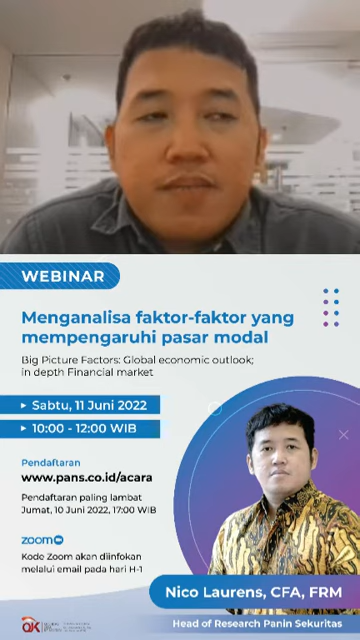 WEBINAR
Menganalisa faktor-faktor yang
mempengaruhi pasar modal
Big Picture Factors: Global economic outlook;
in depth Financial market
Sabtu, 11 Juni 2022
10:00 - 12:00 WIB
Pendaftaran
www.pans.co.id/acara
Pendaftaran paling lambat
Jumat, 10 Juni 2022, 17:00 WIB
zoom
Kode Zoom akan diinfokan
melalui email pada hari H-1
Nico Laurens, CFA, FRM
Head of Research Panin Sekuritas